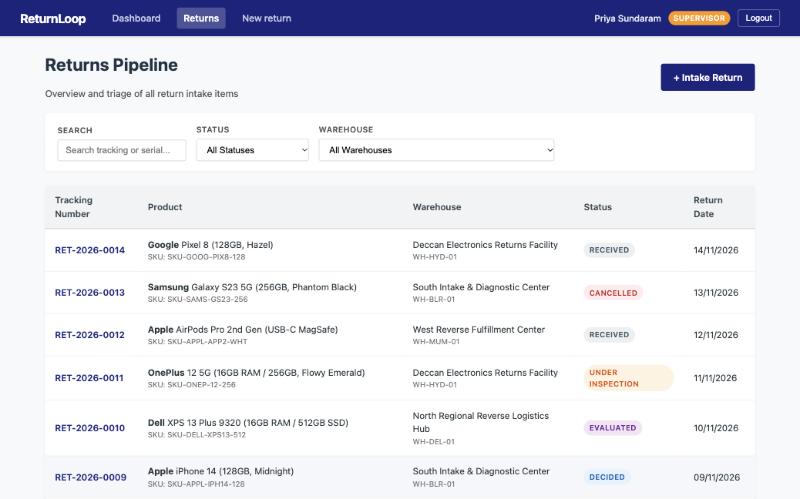 ReturnLoop Dashboard Returns New return Priya Sundaram SUPERVISOR Logout
Returns Pipeline
+ Intake Return
Overview and triage of all return intake items
SEARCH STATUS WAREHOUSE
Search tracking or serial... All Statuses All Warehouses
Tracking
Number
Product
Warehouse
Status
Return
Date
RET-2026-0014
Google Pixel 8 (128GB, Hazel)
SKU: SKU-GOOG-PIX8-128
Deccan Electronics Returns Facility
WH-HYD-01
RECEIVED
14/11/2026
RET-2026-0013
Samsung Galaxy S23 5G (256GB, Phantom Black)
SKU: SKU-SAMS-GS23-256
South Intake & Diagnostic Center
WH-BLR-01
CANCELLED
13/11/2026
RET-2026-0012
Apple AirPods Pro 2nd Gen (USB-C MagSafe)
SKU: SKU-APPL-APP2-WHT
West Reverse Fulfillment Center
WH-MUM-01
RECEIVED
12/11/2026
RET-2026-0011
OnePlus 12 5G (16GB RAM / 256GB, Flowy Emerald)
SKU: SKU-ONEP-12-256
Deccan Electronics Returns Facility
WH-HYD-01
UNDER
INSPECTION
11/11/2026
RET-2026-0010
Dell XPS 13 Plus 9320 (16GB RAM / 512GB SSD)
SKU: SKU-DELL-XPS13-512
North Regional Reverse Logistics
Hub
WH-DEL-01
EVALUATED
10/11/2026
RET-2026-0009
Apple iPhone 14 (128GB, Midnight)
SKU: SKU-APPL-IPH14-128
South Intake & Diagnostic Center
WH-BLR-01
DECIDED
09/11/2026